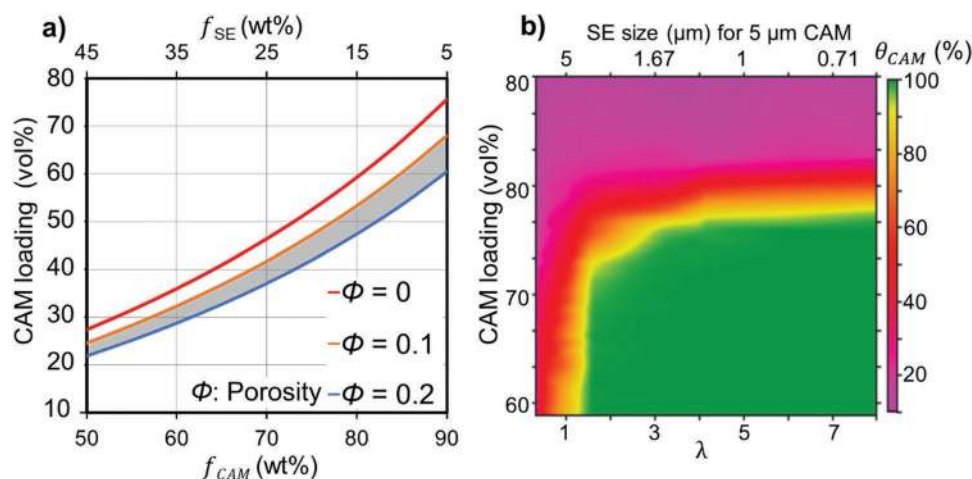 a)
f_SE (wt%)
45 35 25 15 5
CAM loading (vol%)
80
70
60
50
40
30
20
10
Φ = 0
Φ = 0.1
Φ: Porosity Φ = 0.2
50 60 70 80 90
f_CAM (wt%)
b)
SE size (μm) for 5 μm CAM
5 1.67 1 0.71
θ_CAM (%)
CAM loading (vol%)
80
80
70
60
100
80
60
40
20
1 3 5 7
λ